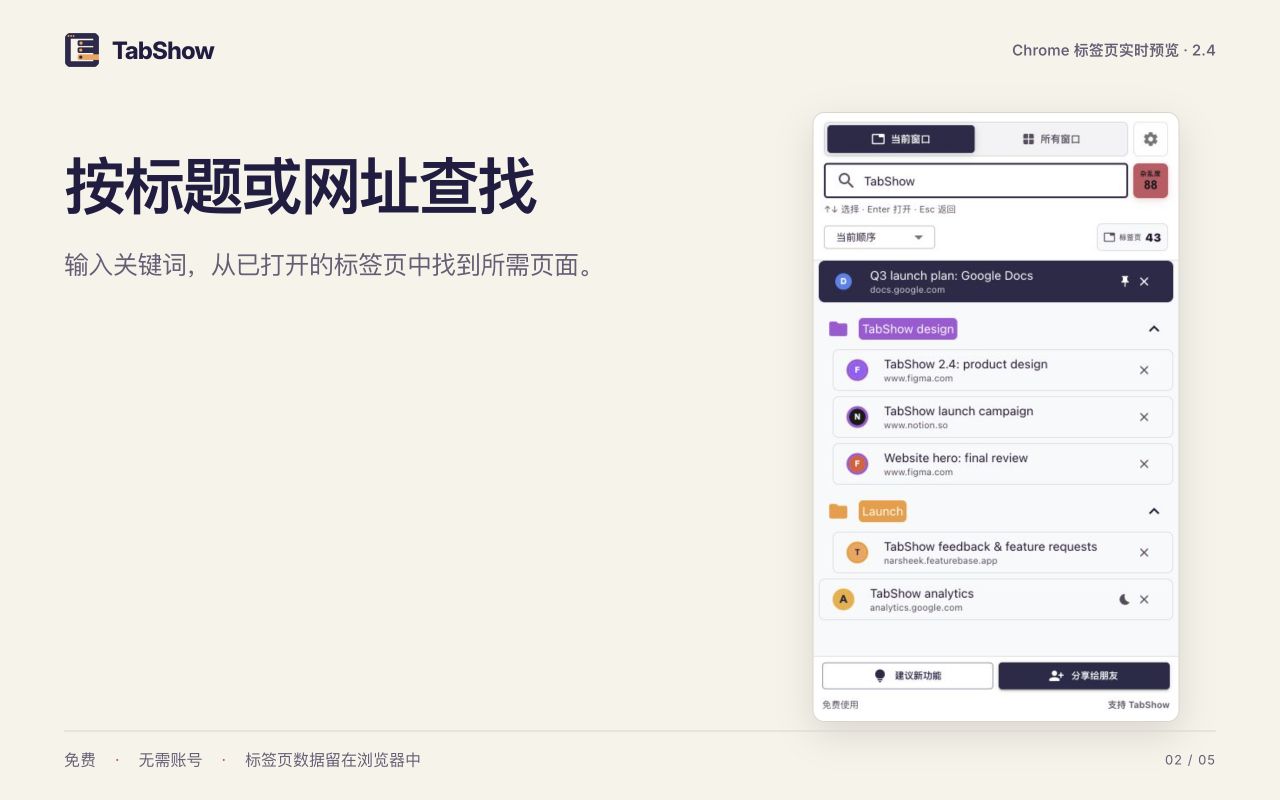 TabShow
Chrome 标签页实时预览 · 2.4
按标题或网址查找
输入关键词，从已打开的标签页中找到所需页面。
当前窗口
所有窗口
TabShow
杂乱度
88
↑↓ 选择 · Enter 打开 · Esc 返回
当前顺序
标签页 43
D
Q3 launch plan: Google Docs
docs.google.com
TabShow design
F
TabShow 2.4: product design
www.figma.com
N
TabShow launch campaign
www.notion.so
F
Website hero: final review
www.figma.com
Launch
T
TabShow feedback & feature requests
narsheek.featurebase.app
A
TabShow analytics
analytics.google.com
建议新功能
分享给朋友
免费使用
支持 TabShow
免费 · 无需账号 · 标签页数据留在浏览器中
02 / 05